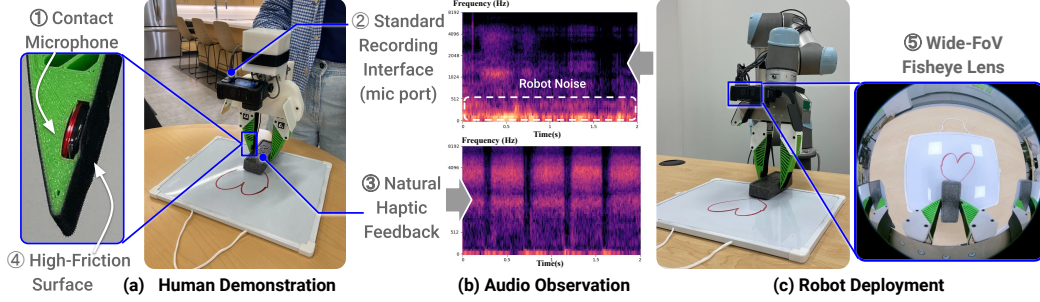 ① Contact
Microphone
④ High-Friction
Surface
(a) Human Demonstration
② Standard
Recording
Interface
(mic port)
③ Natural
Haptic
Feedback
Frequency (Hz)
8192
4096
2048
1024
512
0
Robot Noise
0 0.5 1 1.5 2
Time(s)
Frequency (Hz)
8192
4096
512
0
0 0.5 1 1.5 2
Time(s)
(b) Audio Observation
⑤ Wide-FoV
Fisheye Lens
(c) Robot Deployment